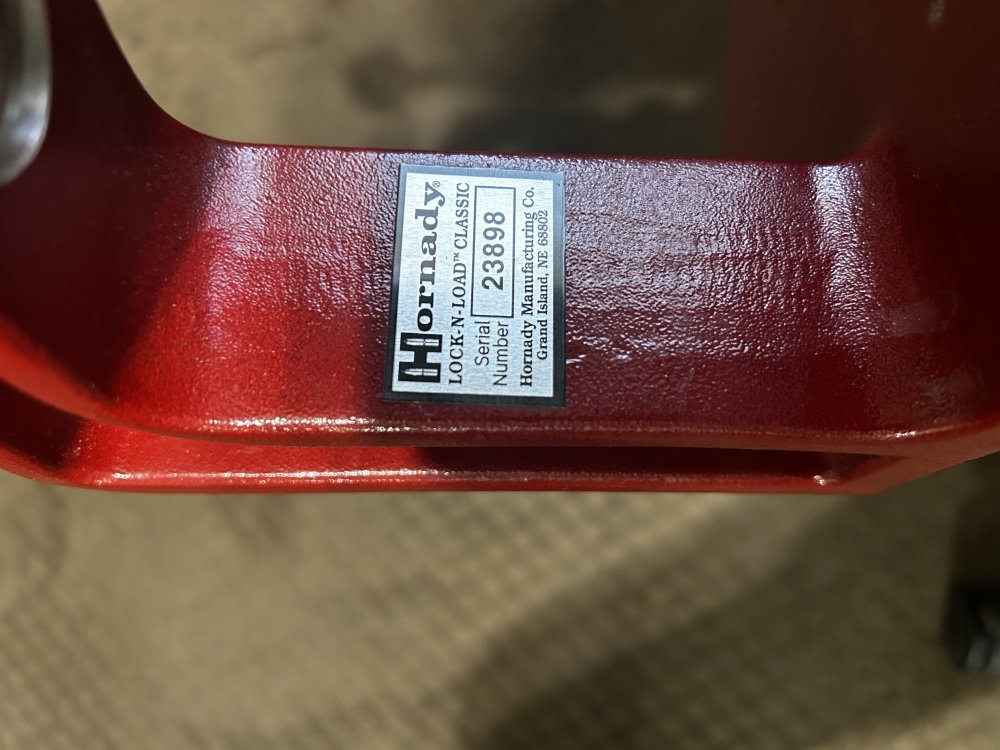 Hornady®
LOCK-N-LOAD™ CLASSIC
Serial
Number
23898
Hornady Manufacturing Co.
Grand Island, NE 68802